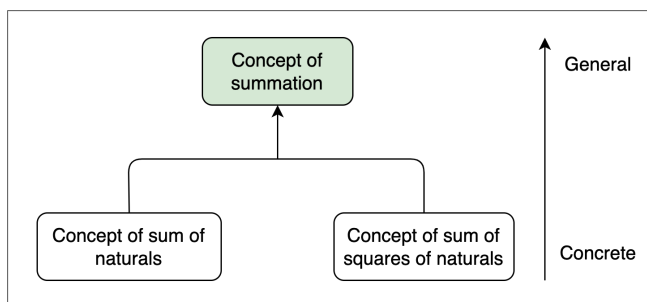 Concept of
summation
General
Concept of sum of
naturals
Concept of sum of
squares of naturals
Concrete